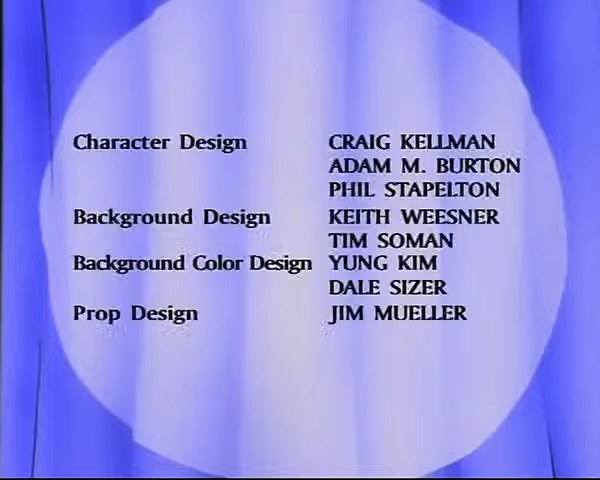 Character Design CRAIG KELLMAN
ADAM M. BURTON
PHIL STAPELTON
Background Design KEITH WEESNER
TIM SOMAN
Background Color Design YUNG KIM
DALE SIZER
Prop Design JIM MUELLER